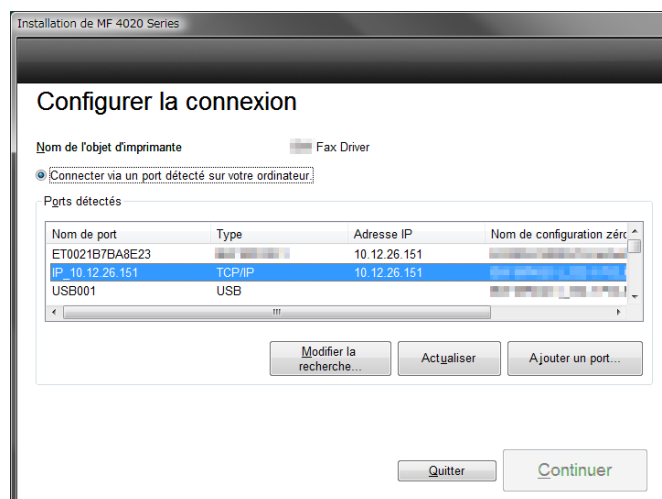 Installation de MF 4020 Series
Configurer la connexion
Nom de l'objet d'imprimante Fax Driver
Connecter via un port détecté sur votre ordinateur.
Ports détectés
Nom de port Type Adresse IP Nom de configuration zérc
ET0021B7BA8E23 10.12.26.151
IP_10.12.26.151 TCP/IP 10.12.26.151
USB001 USB
Modifier la
recherche...
Actualiser
Ajouter un port...
Quitter
Continuer